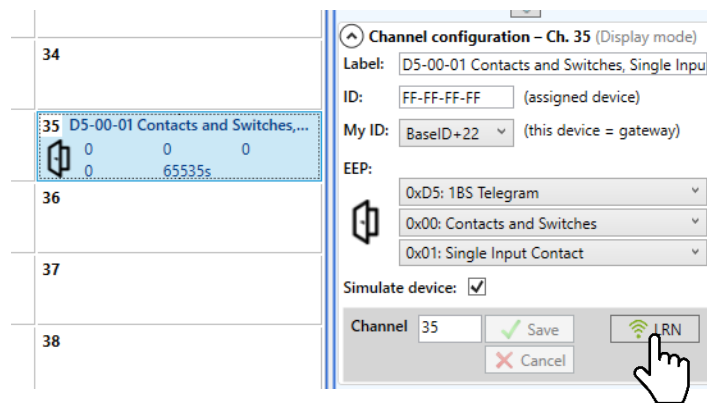 34
35 D5-00-01 Contacts and Switches,...
0 0 0
0 65535s
36
37
38
Channel configuration – Ch. 35 (Display mode)
Label: D5-00-01 Contacts and Switches, Single Inpu
ID: FF-FF-FF-FF (assigned device)
My ID: BaseID+22 (this device = gateway)
EEP:
0xD5: 1BS Telegram
0x00: Contacts and Switches
0x01: Single Input Contact
Simulate device:
Channel 35 Save LRN
Cancel